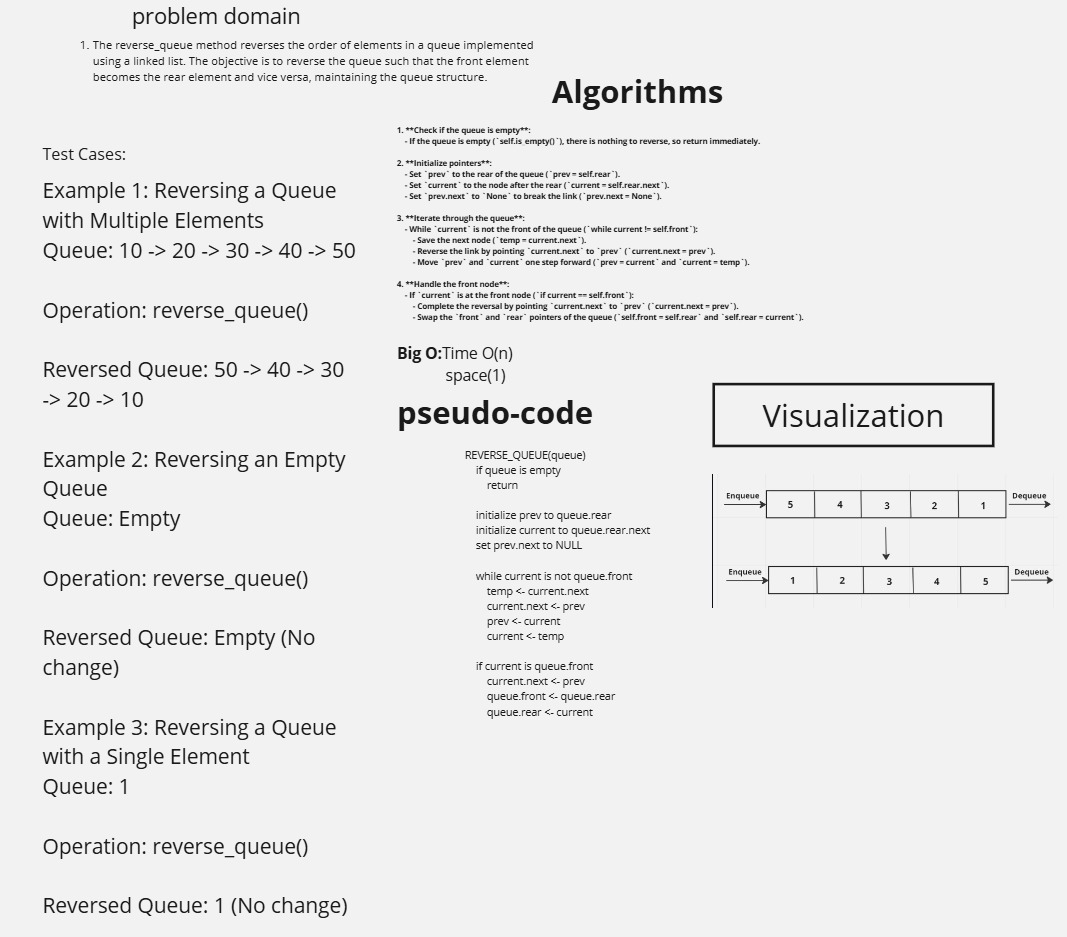 problem domain
1. The reverse_queue method reverses the order of elements in a queue implemented
using a linked list. The objective is to reverse the queue such that the front element
becomes the rear element and vice versa, maintaining the queue structure.
Algorithms
1. **Check if the queue is empty**:
- If the queue is empty (`self.is_empty()`), there is nothing to reverse, so return immediately.
2. **Initialize pointers**:
- Set `prev` to the rear of the queue (`prev = self.rear`).
- Set `current` to the node after the rear (`current = self.rear.next`).
- Set `prev.next` to `None` to break the link (`prev.next = None`).
3. **Iterate through the queue**:
- While `current` is not the front of the queue (`while current != self.front`):
- Save the next node (`temp = current.next`).
- Reverse the link by pointing `current.next` to `prev` (`current.next = prev`).
- Move `prev` and `current` one step forward (`prev = current` and `current = temp`).
4. **Handle the front node**:
- If `current` is at the front node (`if current == self.front`):
- Complete the reversal by pointing `current.next` to `prev` (`current.next = prev`).
- Swap the `front` and `rear` pointers of the queue (`self.front = self.rear` and `self.rear = current`).
Test Cases:
Example 1: Reversing a Queue
with Multiple Elements
Queue: 10 -> 20 -> 30 -> 40 -> 50
Operation: reverse_queue()
Reversed Queue: 50 -> 40 -> 30
-> 20 -> 10
Example 2: Reversing an Empty
Queue
Queue: Empty
Operation: reverse_queue()
Reversed Queue: Empty (No
change)
Example 3: Reversing a Queue
with a Single Element
Queue: 1
Operation: reverse_queue()
Reversed Queue: 1 (No change)
Big O:Time O(n)
space(1)
pseudo-code
REVERSE_QUEUE(queue)
if queue is empty
return
initialize prev to queue.rear
initialize current to queue.rear.next
set prev.next to NULL
while current is not queue.front
temp <- current.next
current.next <- prev
prev <- current
current <- temp
if current is queue.front
current.next <- prev
queue.front <- queue.rear
queue.rear <- current
Visualization
Enqueue 5 4 3 2 1 Dequeue
Enqueue 1 2 3 4 5 Dequeue